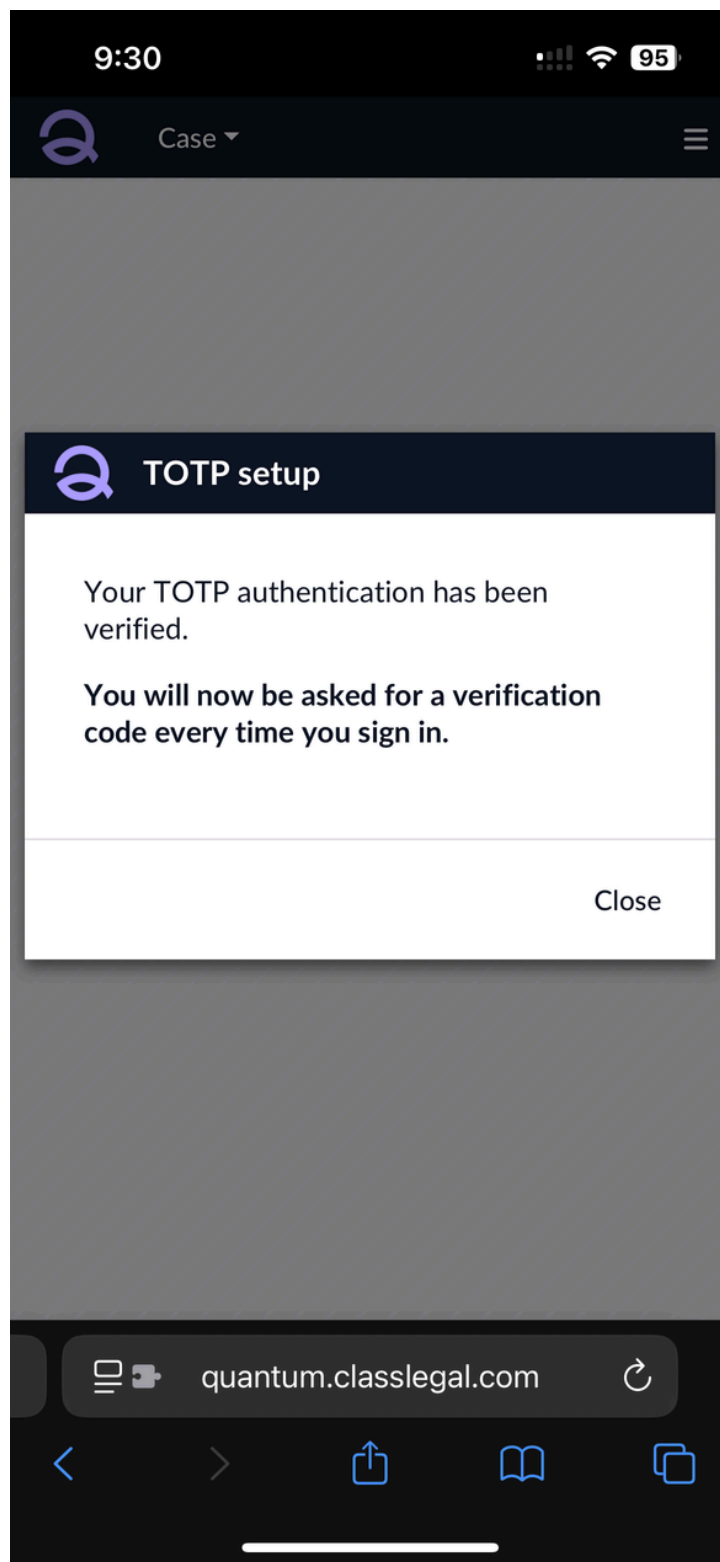 9:30
95
Case
TOTP setup
Your TOTP authentication has been
verified.
You will now be asked for a verification
code every time you sign in.
Close
quantum.classlegal.com